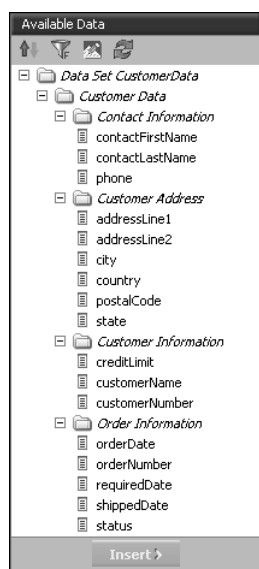 Available Data
Data Set CustomerData
Customer Data
Contact Information
contactFirstName
contactLastName
phone
Customer Address
addressLine1
addressLine2
city
country
postalCode
state
Customer Information
creditLimit
customerName
customerNumber
Order Information
orderDate
orderNumber
requiredDate
shippedDate
status
Insert >